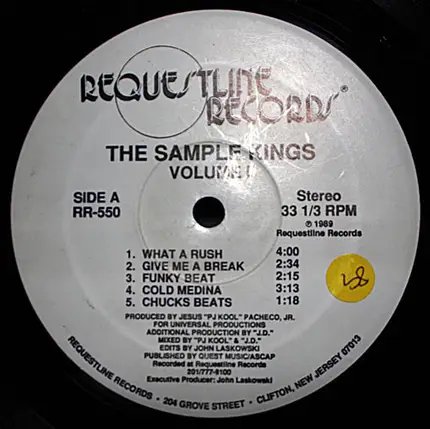 REQUESTLINE
RECORDS®
THE SAMPLE KINGS
VOLUME I
SIDE A
RR-550
Stereo
33 1/3 RPM
℗ 1989
Requestline Records
1. WHAT A RUSH 4:00
2. GIVE ME A BREAK 2:34
3. FUNKY BEAT 2:15
4. COLD MEDINA 3:13
5. CHUCKS BEATS 1:18
28
PRODUCED BY JESUS "PJ KOOL" PACHECO, JR.
FOR UNIVERSAL PRODUCTIONS
ADDITIONAL PRODUCTION BY "J.D."
MIXED BY "PJ KOOL" & "J.D."
EDITS BY JOHN LASKOWSKI
PUBLISHED BY QUEST MUSIC/ASCAP
Recorded at Requestline Records
201/777-9100
Executive Producer: John Laskowski
REQUESTLINE RECORDS • 204 GROVE STREET • CLIFTON, NEW JERSEY 07013